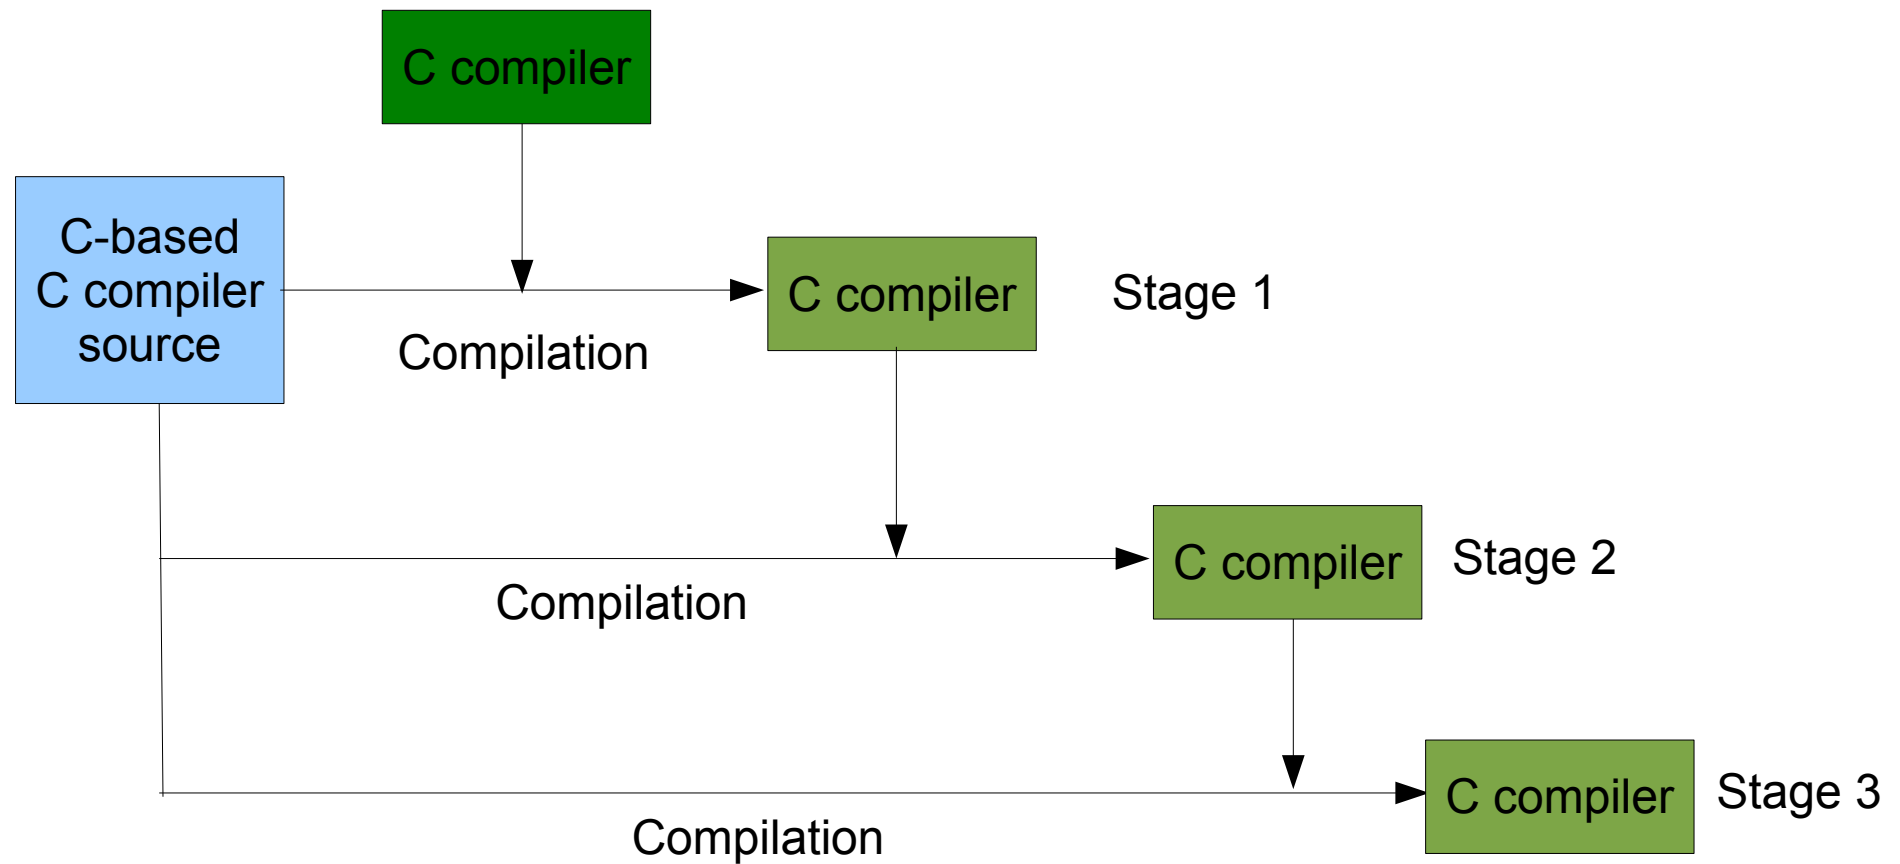 C compiler
C-based
C compiler
source
Compilation
C compiler
Stage 1
Compilation
C compiler
Stage 2
Compilation
C compiler
Stage 3